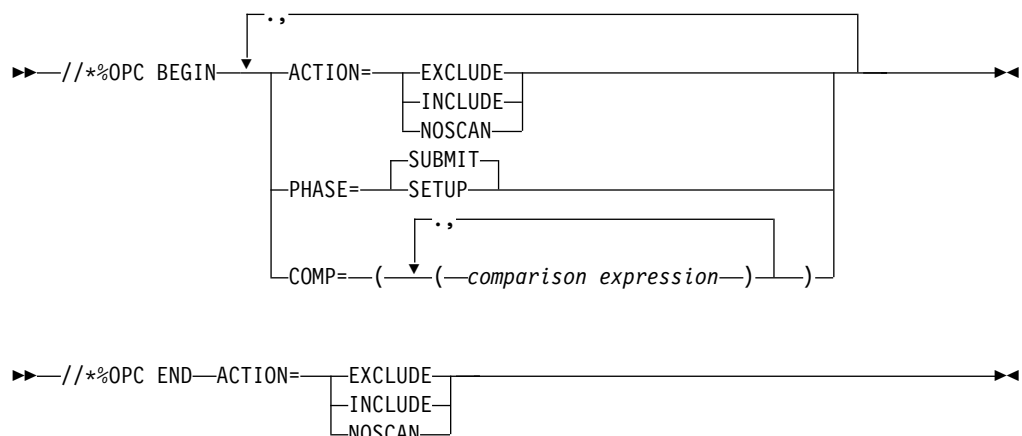 .,
//*%OPC BEGIN ACTION= EXCLUDE
INCLUDE
NOSCAN
SUBMIT
PHASE= SETUP
.,
COMP= ( ( comparison expression ) )
//*%OPC END ACTION= EXCLUDE
INCLUDE
NOSCAN